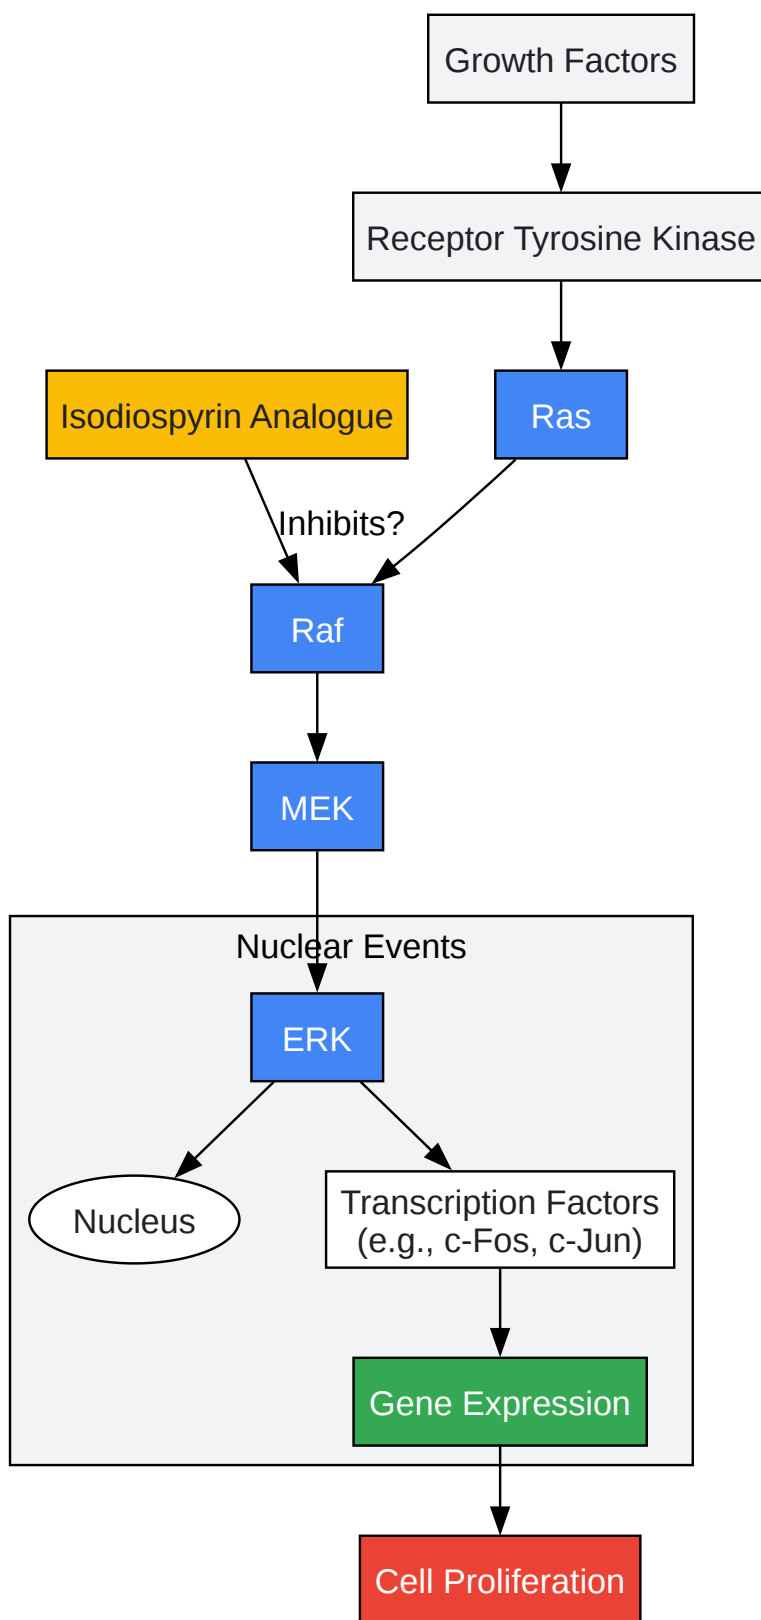 Growth Factors
Receptor Tyrosine Kinase
Isodiospyrin Analogue
Ras
Inhibits?
Raf
MEK
Nuclear Events
ERK
Nucleus
Transcription Factors
(e.g., c-Fos, c-Jun)
Gene Expression
Cell Proliferation